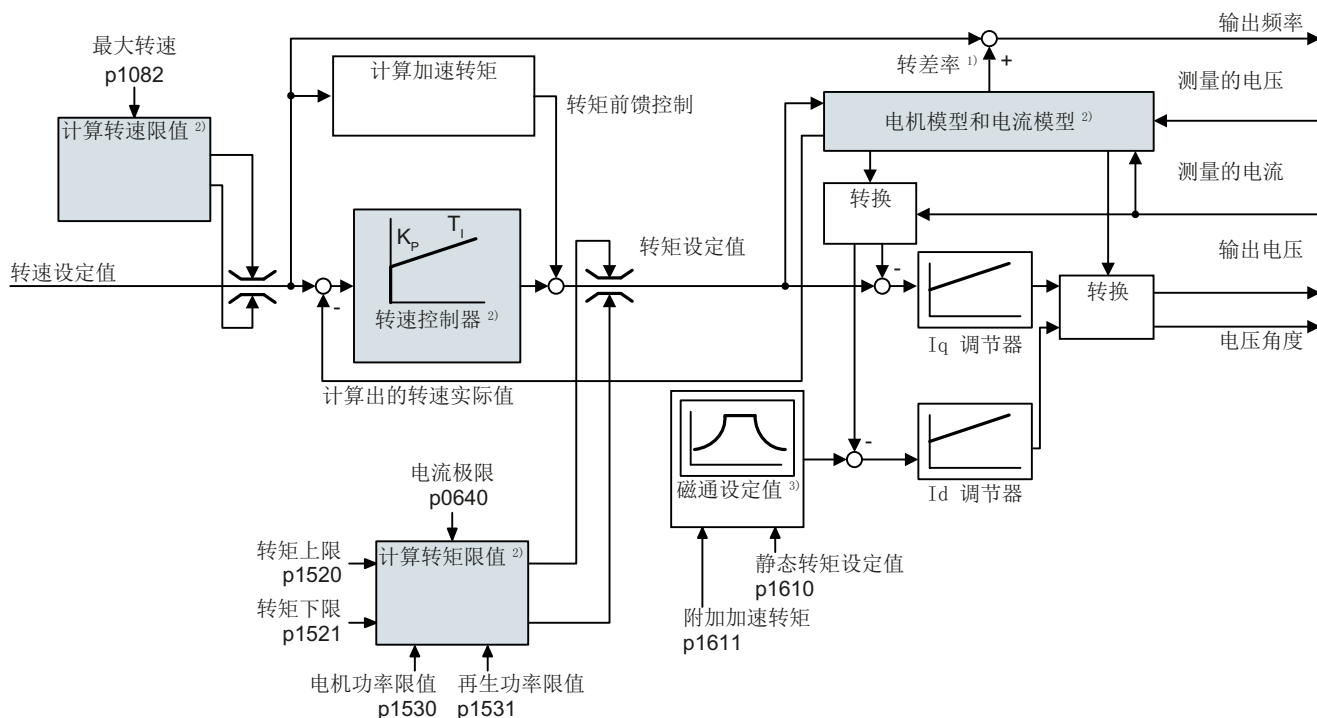 最大转速
p1082
计算转速限值 2)
转速设定值
计算加速转矩
转矩前馈控制
K_P
T_I
转速控制器 2)
-
计算出的转速实际值
转矩设定值
电流极限
p0640
计算转矩限值 2)
转矩上限
p1520
转矩下限
p1521
电机功率限值
p1530
再生功率限值
p1531
输出频率
转差率 1)
+
测量的电压
电机模型和电流模型 2)
测量的电流
转换
-
Iq 调节器
转换
输出电压
电压角度
磁通设定值 3)
-
Id 调节器
静态转矩设定值
p1610
附加加速转矩
p1611